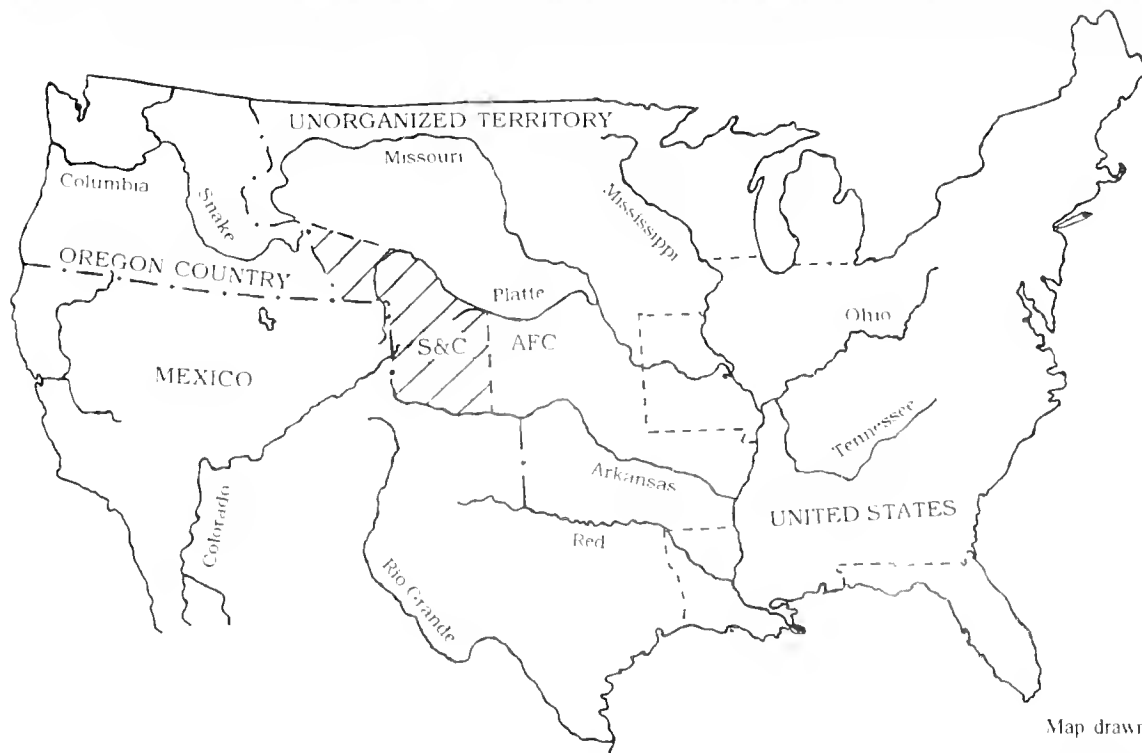 UNORGANIZED TERRITORY
Missouri
Columbia
Snake
Mississippi
OREGON COUNTRY
Platte
Ohio
S&C
AFC
MEXICO
Tennessee
Arkansas
Colorado
UNITED STATES
Red
Rio Grande
Map drawn